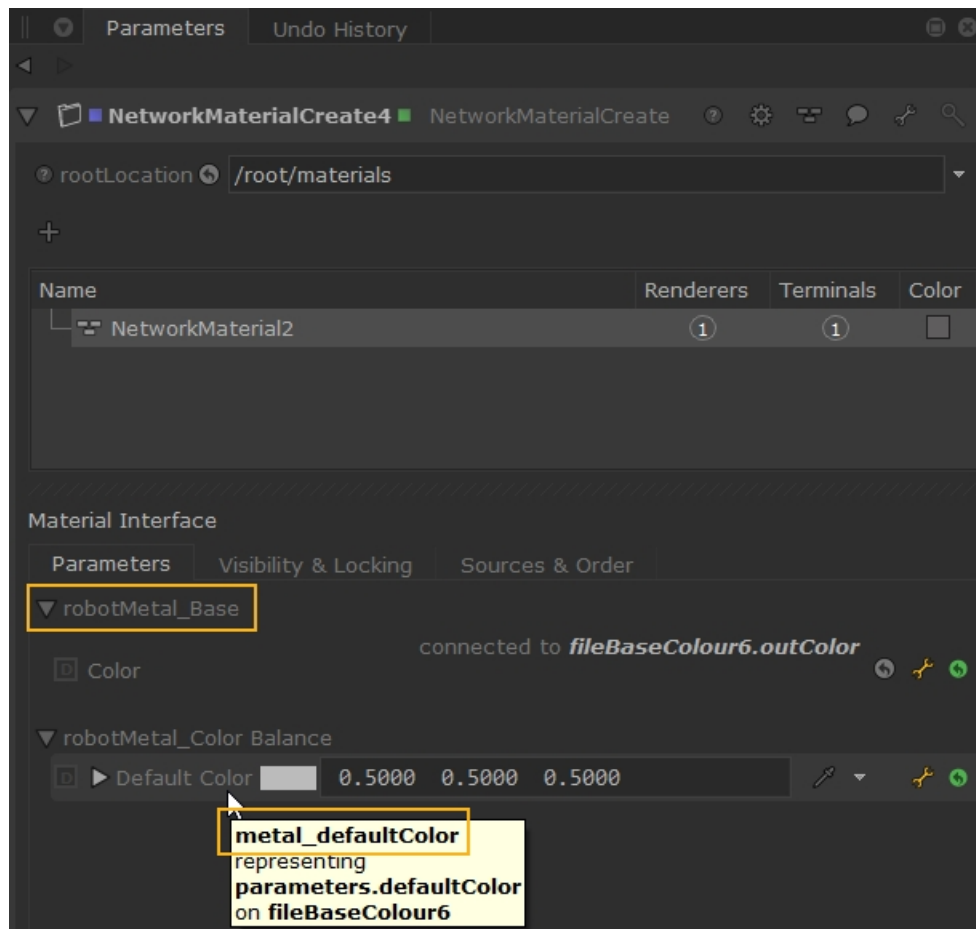 Parameters Undo History
NetworkMaterialCreate4 NetworkMaterialCreate
rootLocation /root/materials
Name Renderers Terminals Color
NetworkMaterial2 1 1
Material Interface
Parameters Visibility & Locking Sources & Order
robotMetal_Base
connected to fileBaseColour6.outColor
D Color
robotMetal_Color Balance
D Default Color 0.5000 0.5000 0.5000
metal_defaultColor
representing
parameters.defaultColor
on fileBaseColour6